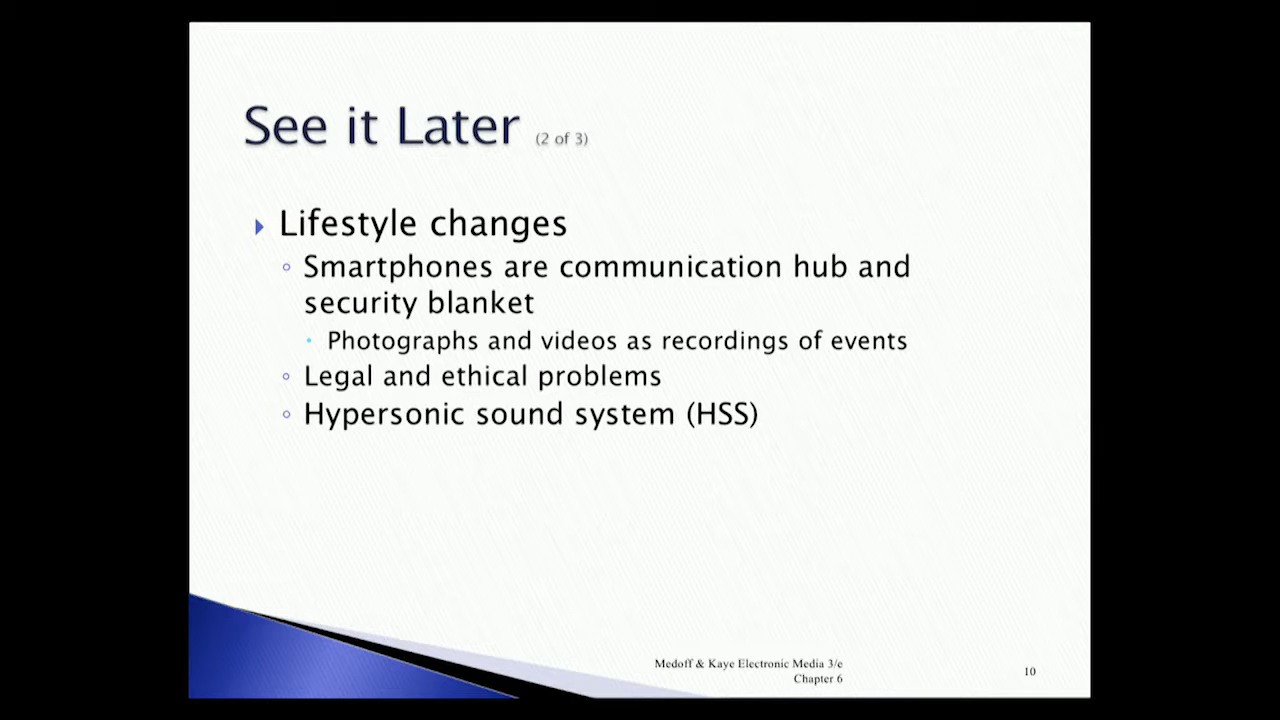 See it Later (2 of 3)
Lifestyle changes
Smartphones are communication hub and
security blanket
Photographs and videos as recordings of events
Legal and ethical problems
Hypersonic sound system (HSS)
Medoff & Kaye Electronic Media 3/e
Chapter 6
10